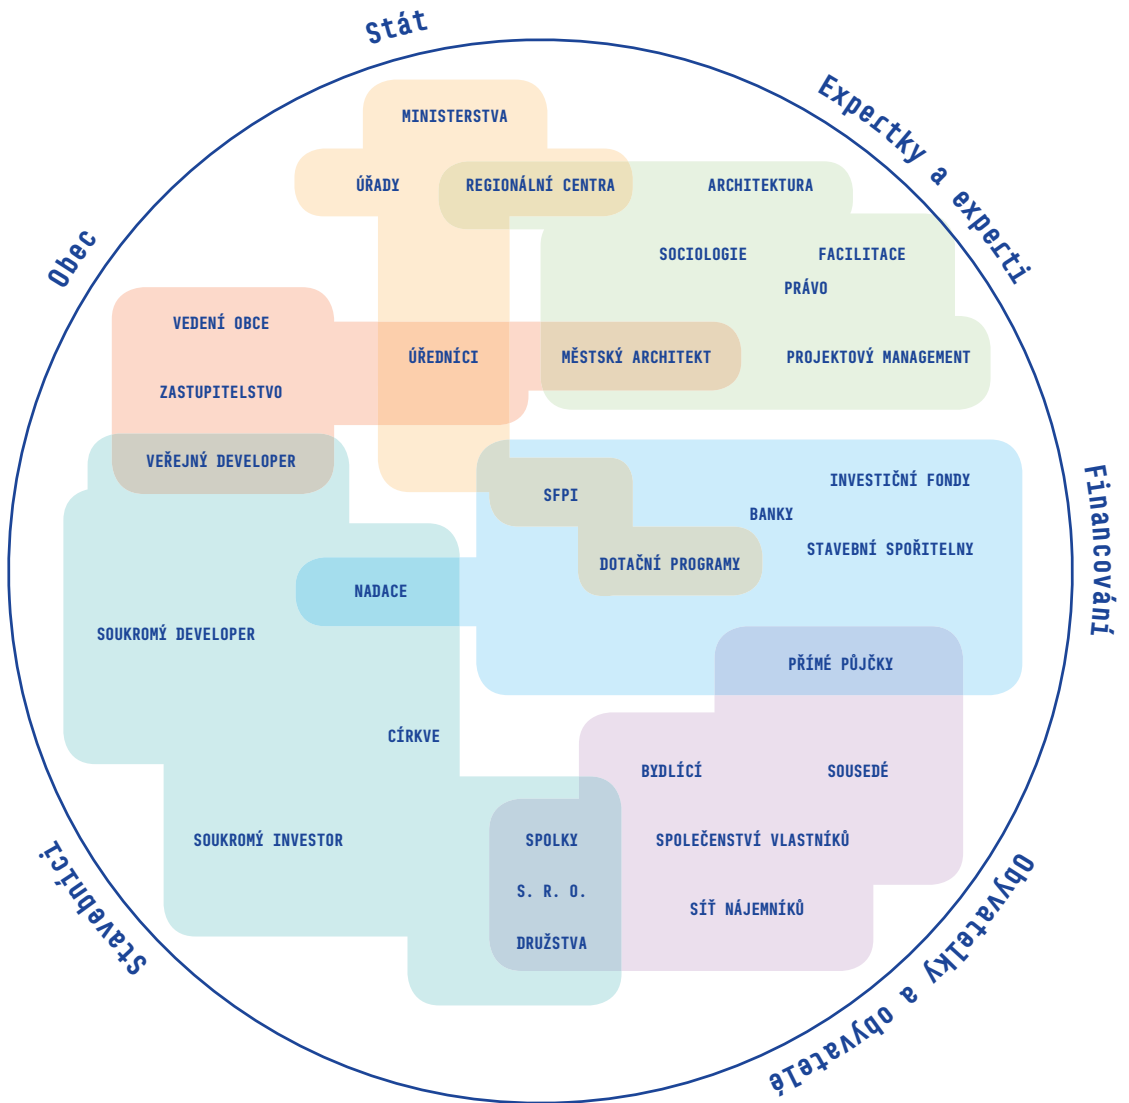 Stát
Expertky a experti
Obec
Financování
Stavebníci
Obyvatelky a obyvatelé
MINISTERSTVA
ÚŘADY
REGIONÁLNÍ CENTRA
ARCHITEKTURA
SOCIOLOGIE
FACILITACE
PRÁVO
VEDENÍ OBCE
ÚŘEDNÍCI
MĚSTSKÝ ARCHITEKT
PROJEKTOVÝ MANAGEMENT
ZASTUPITELSTVO
VEŘEJNÝ DEVELOPER
SFPI
INVESTIČNÍ FONDY
BANKY
STAVEBNÍ SPOŘITELNY
DOTAČNÍ PROGRAMY
NADACE
SOUKROMÝ DEVELOPER
PŘÍMÉ PŮJČKY
CÍRKVE
BYDLÍCÍ
SOUSEDÉ
SOUKROMÝ INVESTOR
SPOLKY
SPOLEČENSTVÍ VLASTNÍKŮ
S. R. O.
SÍŤ NÁJEMNÍKŮ
DRUŽSTVA